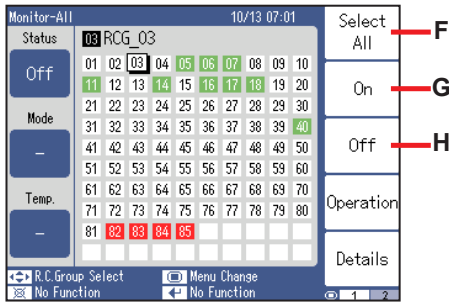 Monitor-All 10/13 07:01
Status
Off
Mode
–
Temp.
–
03 RCG_03
01 02 03 04 05 06 07 08 09 10
11 12 13 14 15 16 17 18 19 20
21 22 23 24 25 26 27 28 29 30
31 32 33 34 35 36 37 38 39 40
41 42 43 44 45 46 47 48 49 50
51 52 53 54 55 56 57 58 59 60
61 62 63 64 65 66 67 68 69 70
71 72 73 74 75 76 77 78 79 80
81 82 83 84 85
R.C.Group Select Menu Change
No Function No Function
Select
All
On
Off
Operation
Details
1 2
F
G
H